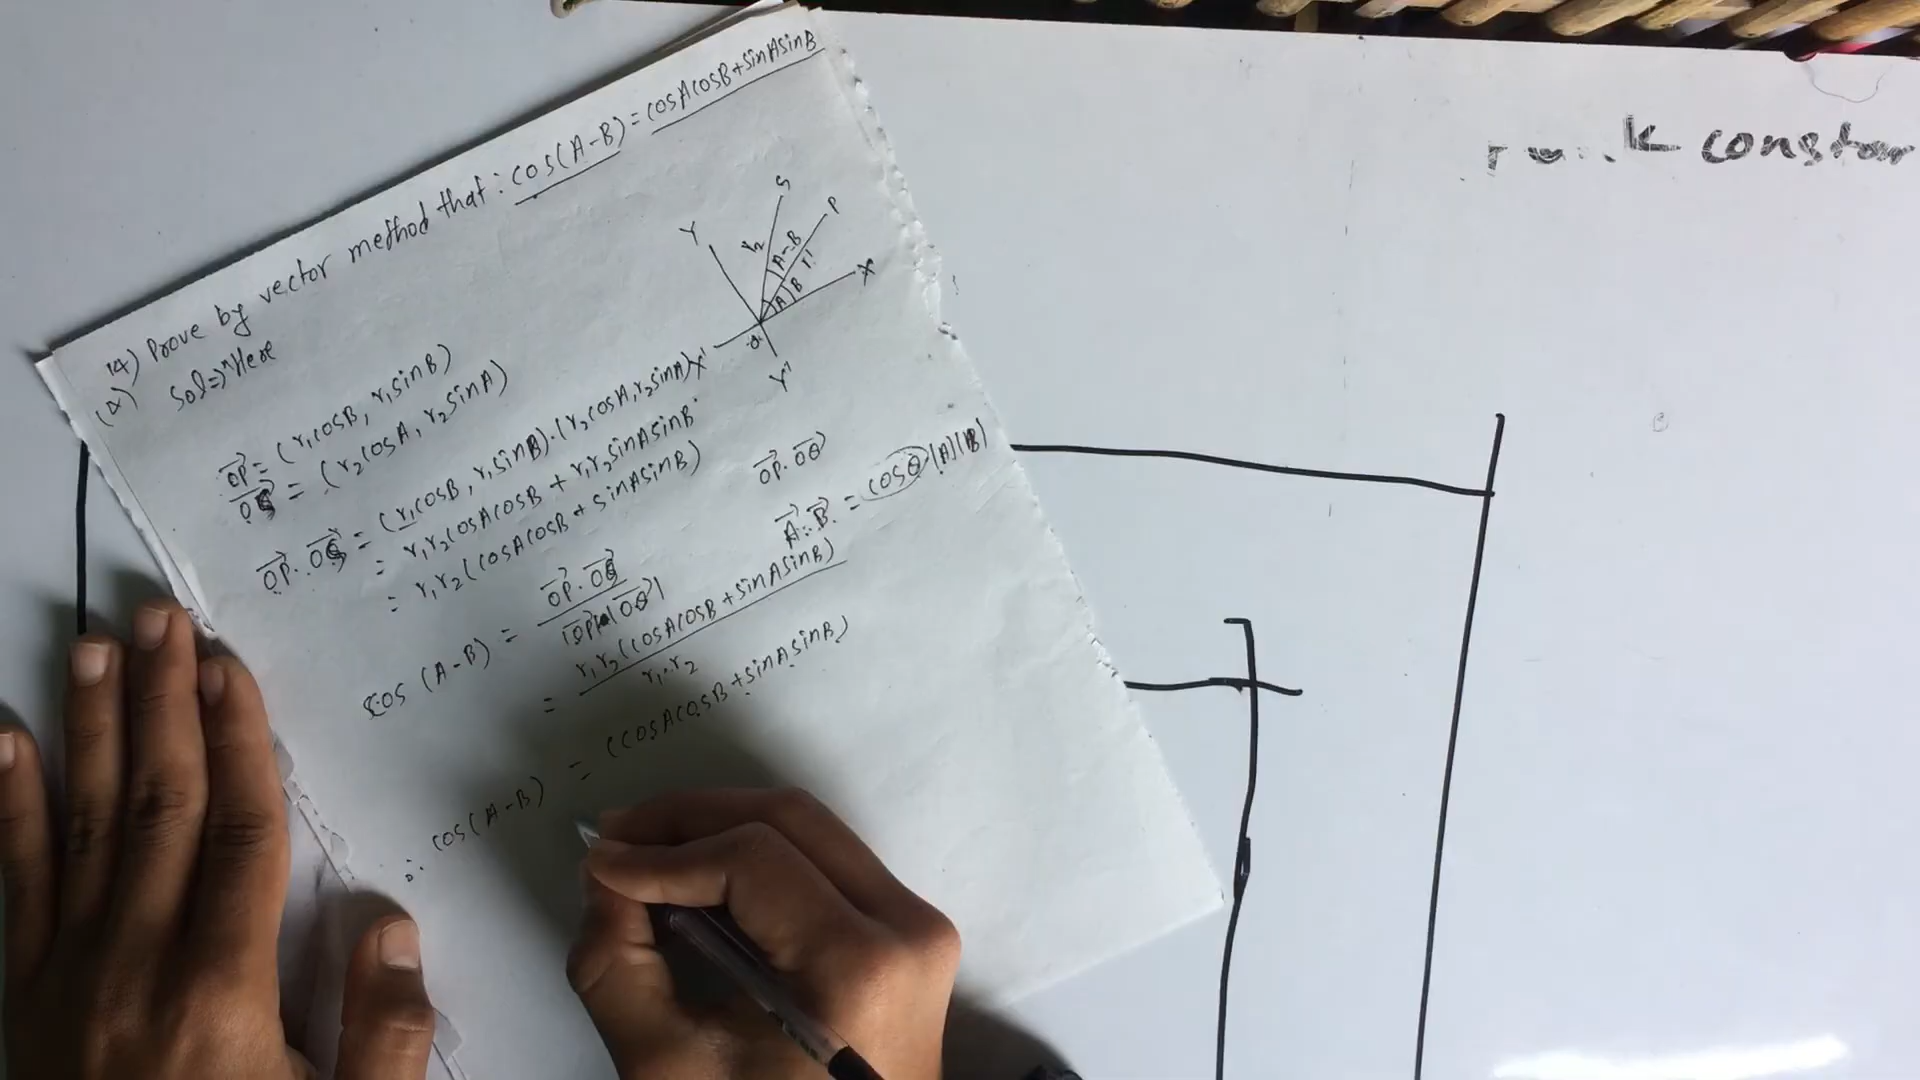 14) Prove by vector method that: cos(A-B) = cosAcosB+sinAsinB
(a) Solⁿ⇒ Here
OP⃗ = (r₁cosB, r₁sinB)
OQ⃗ = (r₂cosA, r₂sinA)
OP⃗. OQ⃗ = (r₁cosB, r₁sinB).(r₂cosA, r₂sinA)
= r₁r₂cosAcosB + r₁r₂sinAsinB
= r₁r₂(cosAcosB + sinAsinB)
cos (A-B) = OP⃗.OQ⃗ / |OP⃗||OQ⃗|
= r₁r₂(cosAcosB+sinAsinB) / r₁.r₂
∴ cos(A-B) = (cosAcosB+sinAsinB)
Y
r₂
A-B
P
r₁
A
B
X
X'
Y'
OP⃗. OQ⃗
A⃗.B⃗ = cosθ|A||B|
constan